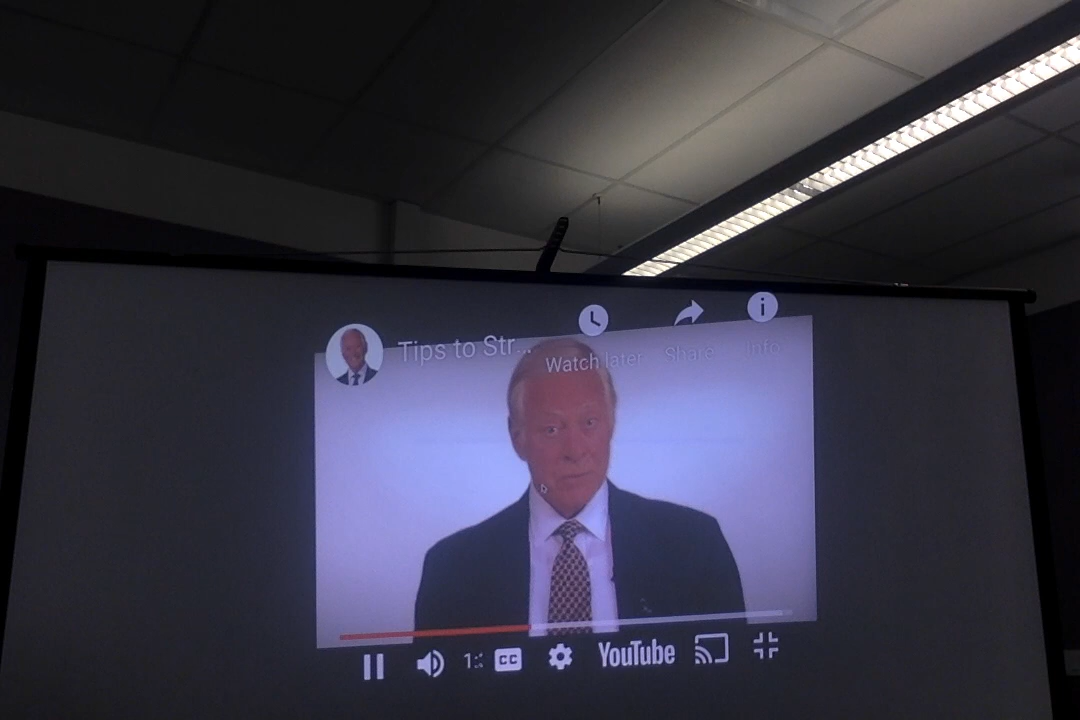 Tips to Str...
Watch later
Share
Info
CC
YouTube